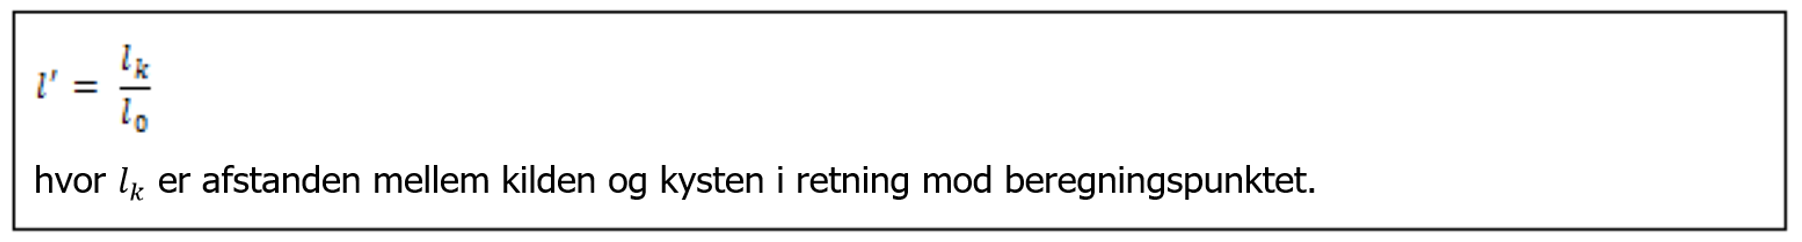 l' = l_k / l_0
hvor l_k er afstanden mellem kilden og kysten i retning mod beregningspunktet.